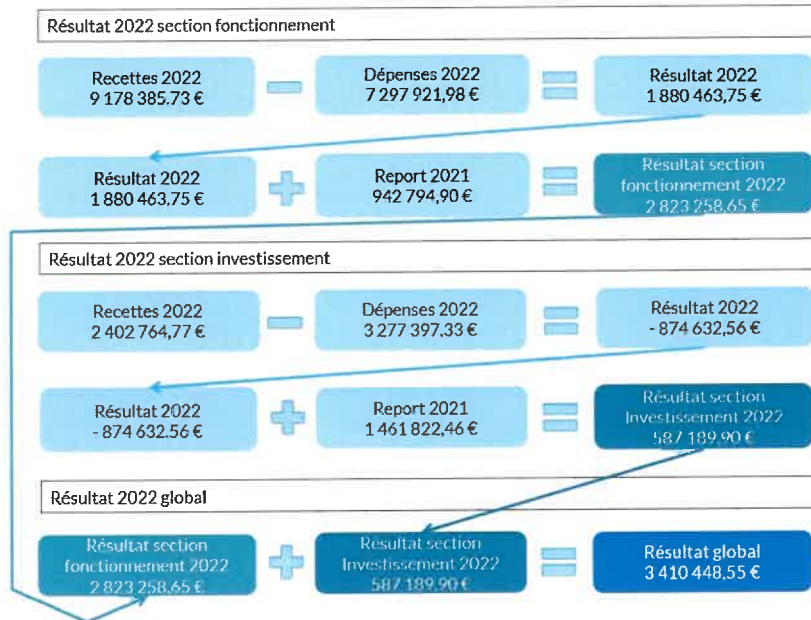 Résultat 2022 section fonctionnement
Recettes 2022
9 178 385.73 €
Dépenses 2022
7 297 921,98 €
Résultat 2022
1 880 463,75 €
Résultat 2022
1 880 463,75 €
Report 2021
942 794,90 €
Résultat section
fonctionnement 2022
2 823 258,65 €
Résultat 2022 section investissement
Recettes 2022
2 402 764,77 €
Dépenses 2022
3 277 397,33 €
Résultat 2022
- 874 632,56 €
Résultat 2022
- 874 632.56 €
Report 2021
1 461 822,46 €
Résultat section
Investissement 2022
587 189,90 €
Résultat 2022 global
Résultat section
fonctionnement 2022
2 823 258,65 €
Résultat section
Investissement 2022
587 189,90 €
Résultat global
3 410 448,55 €